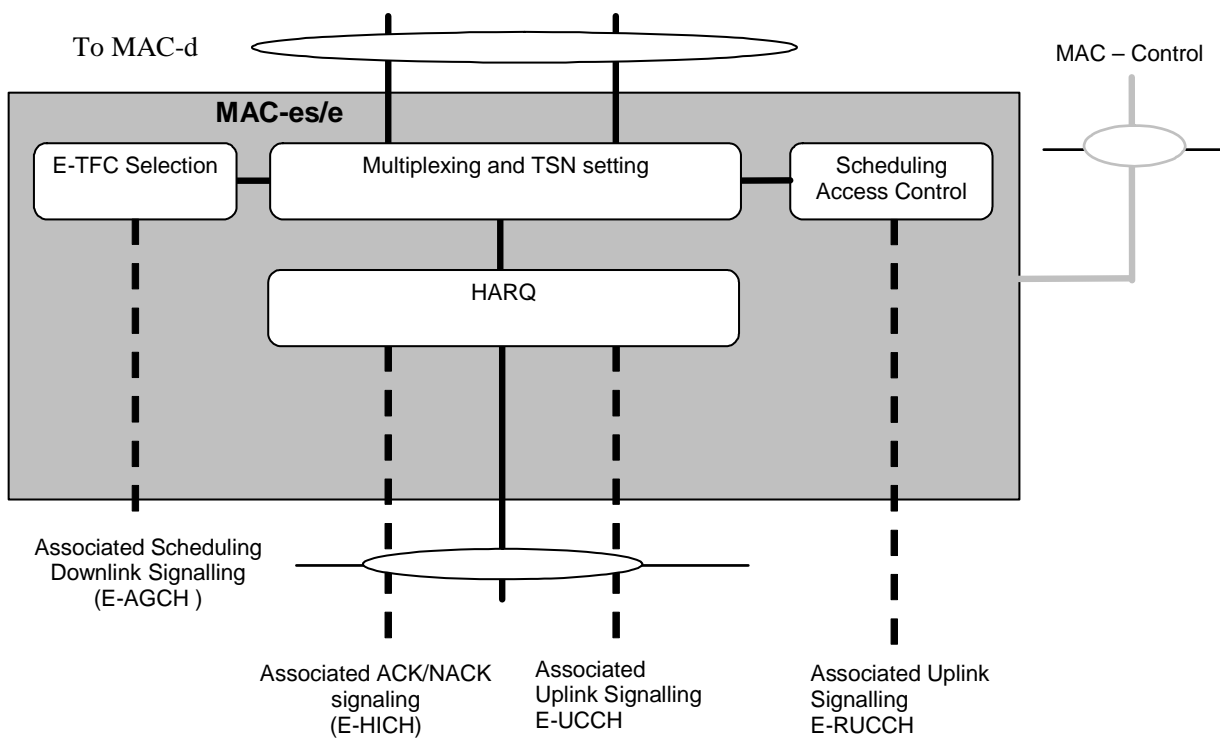 To MAC-d
MAC – Control
MAC-es/e
E-TFC Selection
Multiplexing and TSN setting
Scheduling
Access Control
HARQ
Associated Scheduling
Downlink Signalling
(E-AGCH )
Associated ACK/NACK
signaling
(E-HICH)
Associated
Uplink Signalling
E-UCCH
Associated Uplink
Signalling
E-RUCCH